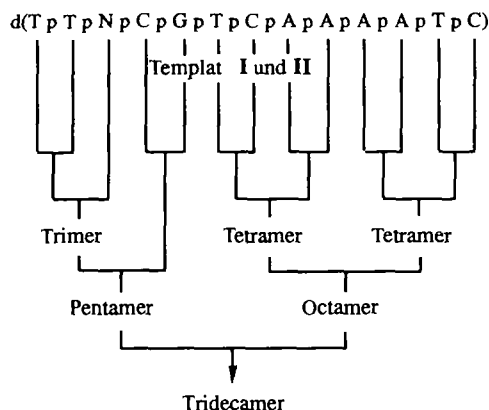 d(T p T p N p C p G p T p C p A p A p A p A p T p C)
Templat I und II
Trimer Tetramer Tetramer
Pentamer Octamer
Tridecamer